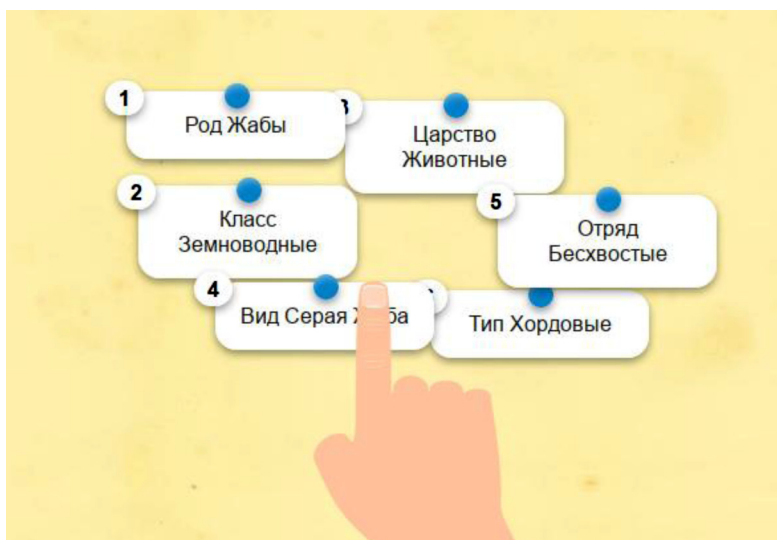 1
Род Жабы
3
Царство
Животные
2
Класс
Земноводные
5
Отряд
Бесхвостые
4
Вид Серая
Тип Хордовые